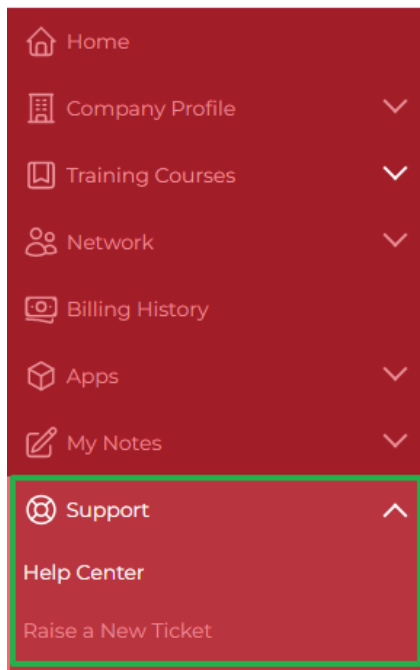 Home
Company Profile
Training Courses
Network
Billing History
Apps
My Notes
Support
Help Center
Raise a New Ticket